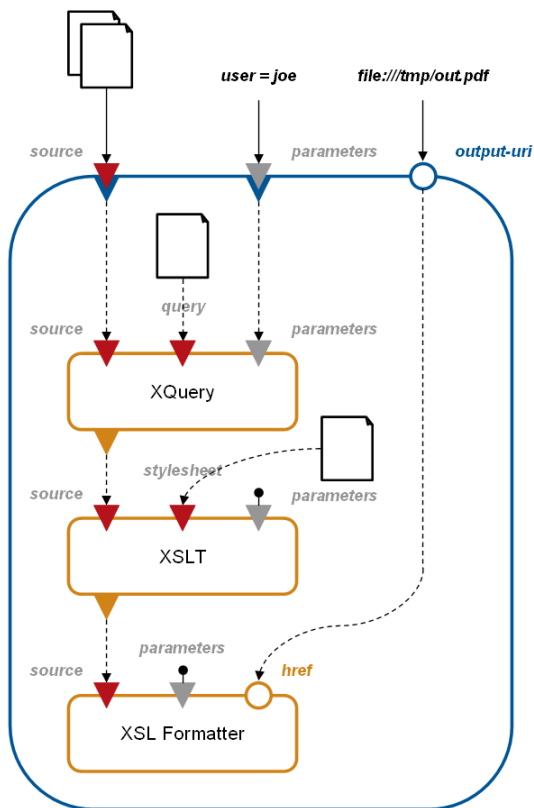 user = joe
file:///tmp/out.pdf
source
parameters
output-uri
query
source
parameters
XQuery
stylesheet
source
parameters
XSLT
parameters
source
href
XSL Formatter